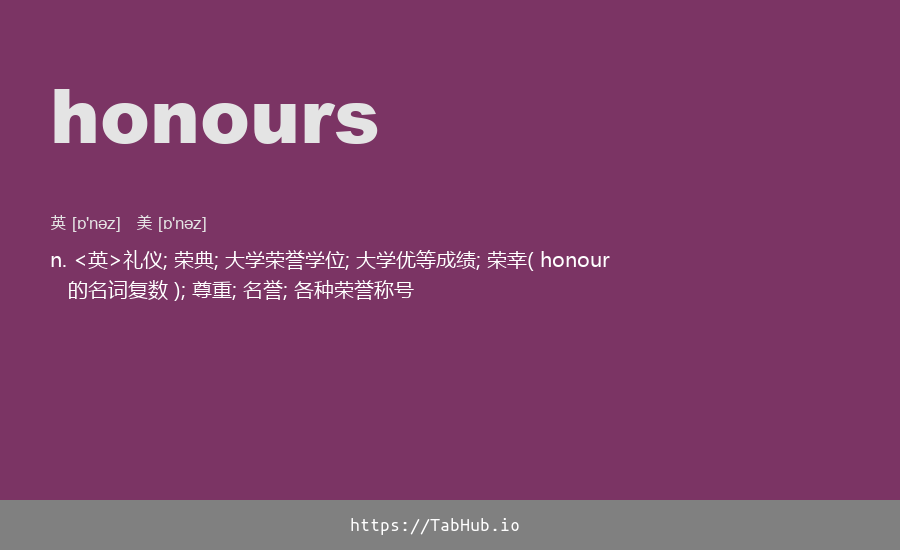 honours
英 [ɒ'nəz] 美 [ɒ'nəz]
n. <英>礼仪; 荣典; 大学荣誉学位; 大学优等成绩; 荣幸( honour
的名词复数 ); 尊重; 名誉; 各种荣誉称号
https://TabHub.io